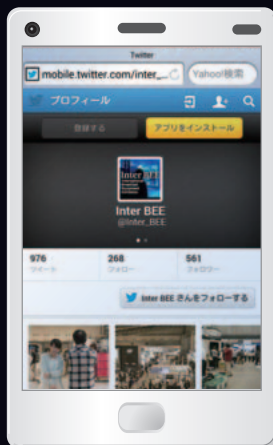 Twitter
mobile.twitter.com/inter_...
Yahoo!検索
プロフィール
登録する
アプリをインストール
Inter BEE
Inter BEE
@Inter_BEE
976
268
561
ツイート
フォロー
フォロワー
Inter BEE さんをフォローする